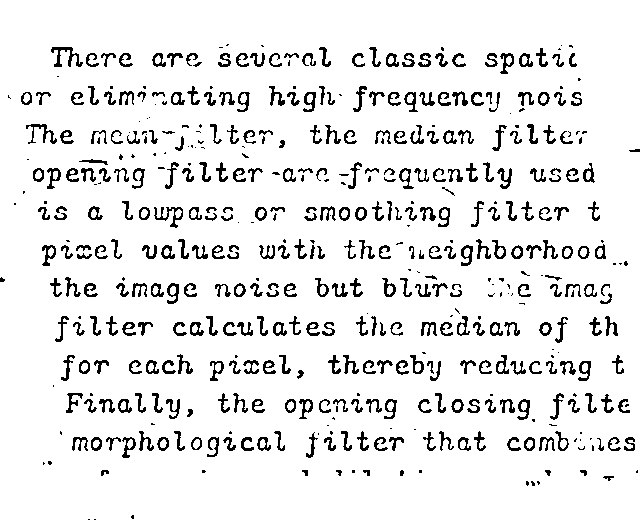 There are several classic spati
or eliminating high frequency nois
The mean filter, the median filter
opening filter are frequently used
is a lowpass or smoothing filter t
pixel values with the neighborhood
the image noise but blurs the imag
filter calculates the median of th
for each pixel, thereby reducing t
Finally, the opening closing filte
morphological filter that combines